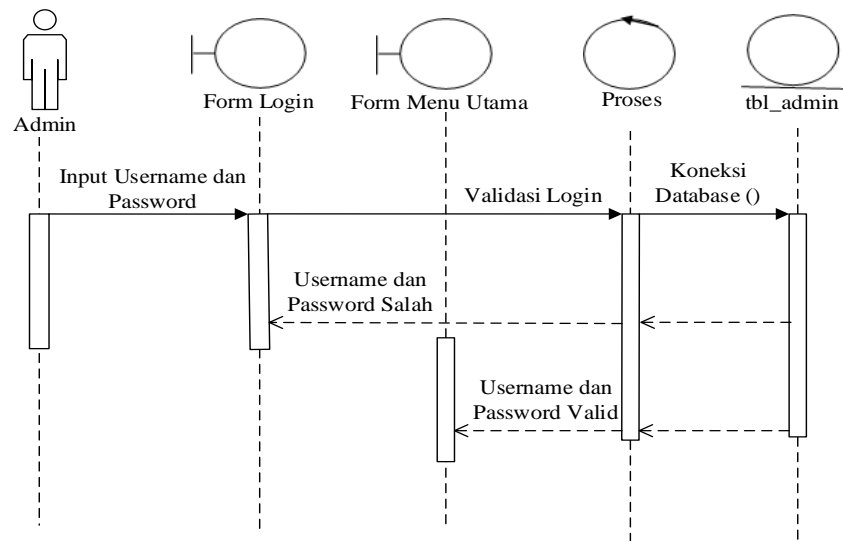 Admin
Form Login
Form Menu Utama
Proses
tbl_admin
Input Username dan
Password
Validasi Login
Koneksi
Database ()
Username dan
Password Salah
Username dan
Password Valid